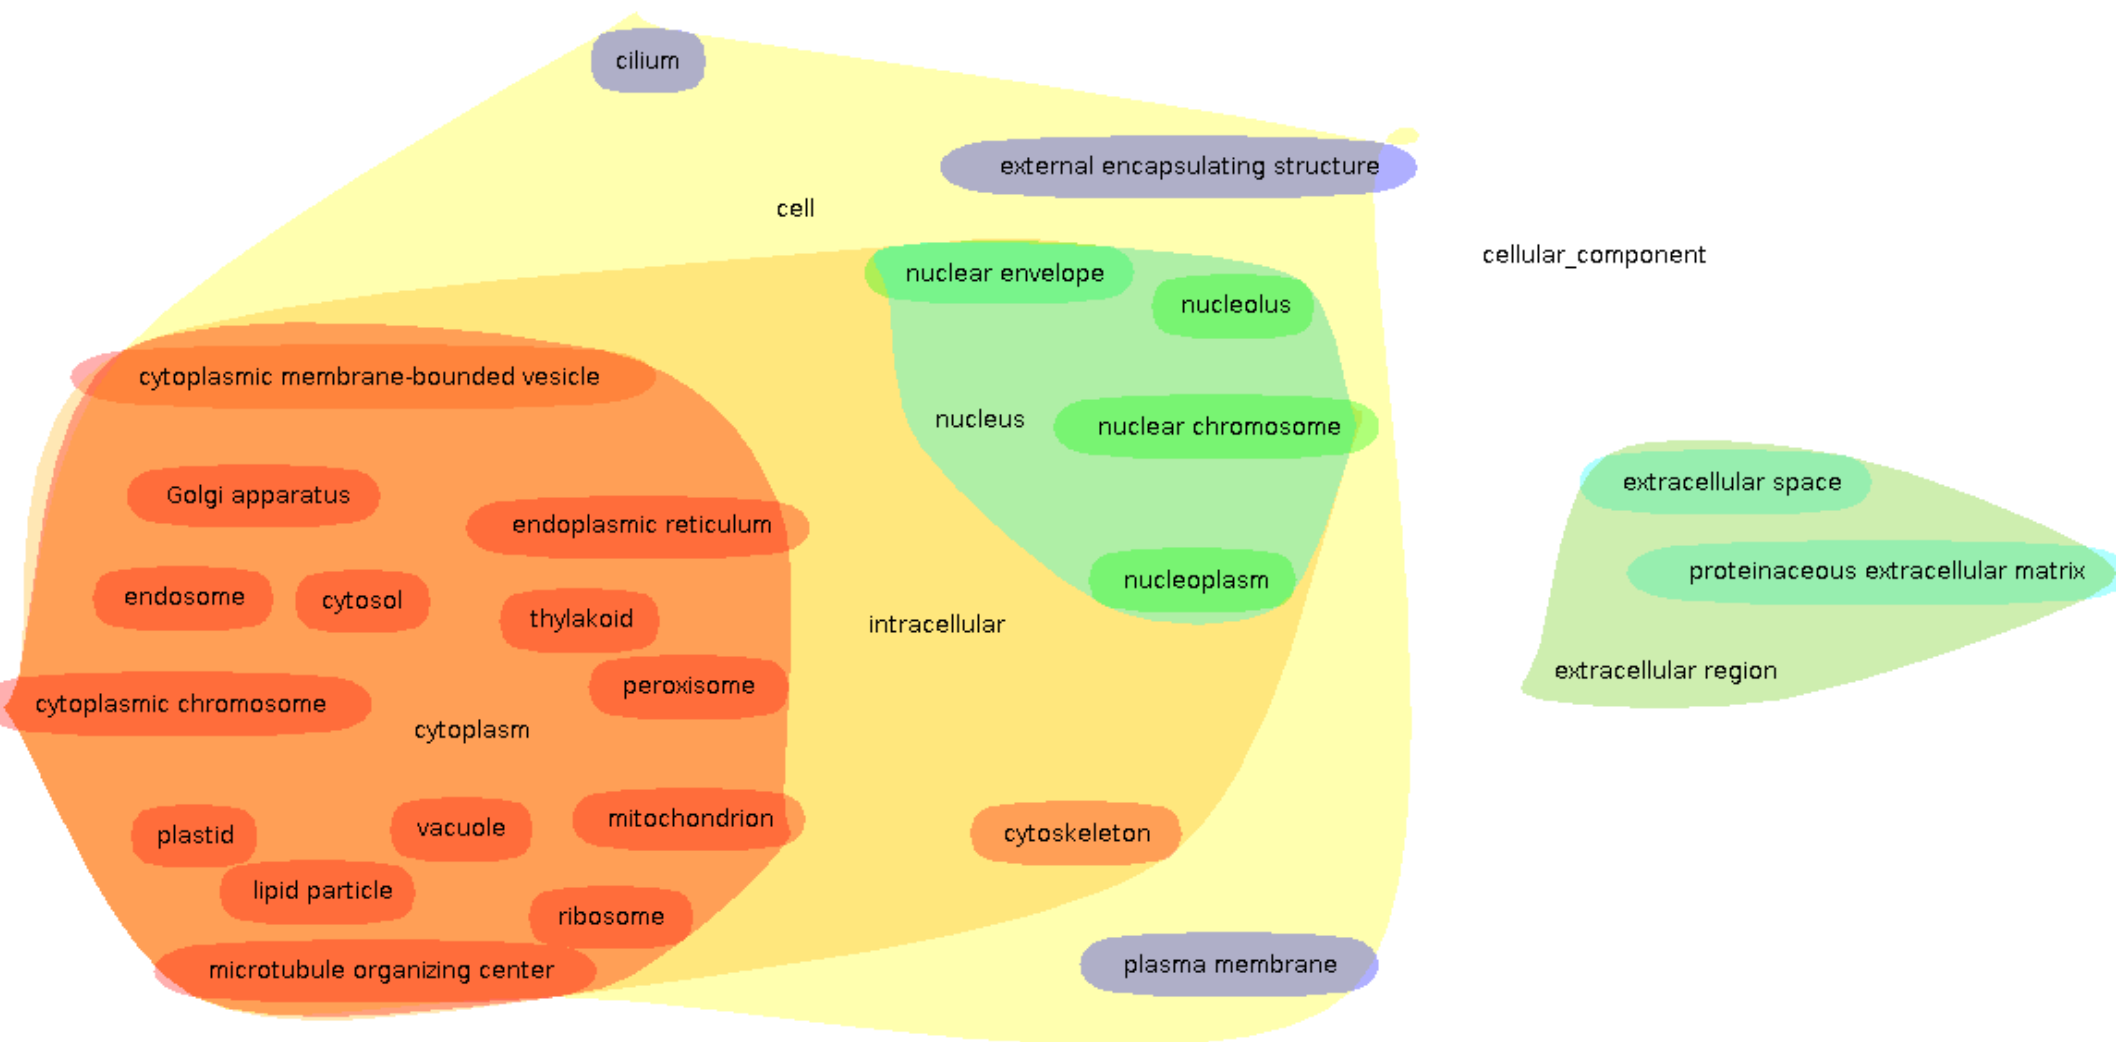 cilium
external encapsulating structure
cell
cellular_component
nuclear envelope
nucleolus
cytoplasmic membrane-bounded vesicle
nucleus
nuclear chromosome
extracellular space
Golgi apparatus
endoplasmic reticulum
proteinaceous extracellular matrix
nucleoplasm
endosome
cytosol
thylakoid
intracellular
extracellular region
peroxisome
cytoplasmic chromosome
cytoplasm
mitochondrion
vacuole
plastid
cytoskeleton
lipid particle
ribosome
plasma membrane
microtubule organizing center